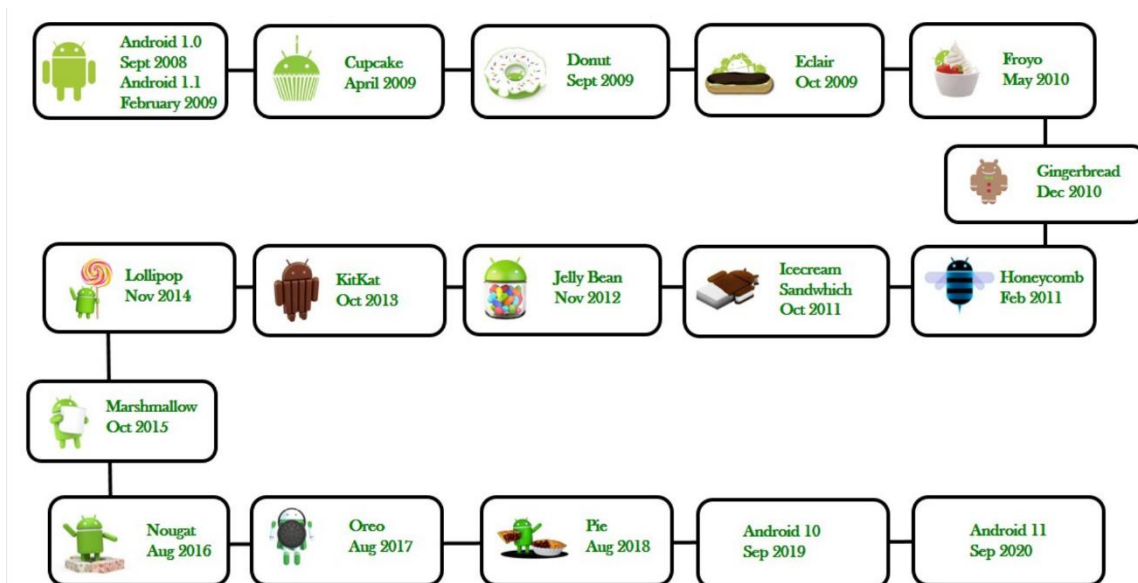 Android 1.0
Sept 2008
Android 1.1
February 2009
Cupcake
April 2009
Donut
Sept 2009
Eclair
Oct 2009
Froyo
May 2010
Gingerbread
Dec 2010
Honeycomb
Feb 2011
Icecream
Sandwhich
Oct 2011
Jelly Bean
Nov 2012
KitKat
Oct 2013
Lollipop
Nov 2014
Marshmallow
Oct 2015
Nougat
Aug 2016
Oreo
Aug 2017
Pie
Aug 2018
Android 10
Sep 2019
Android 11
Sep 2020